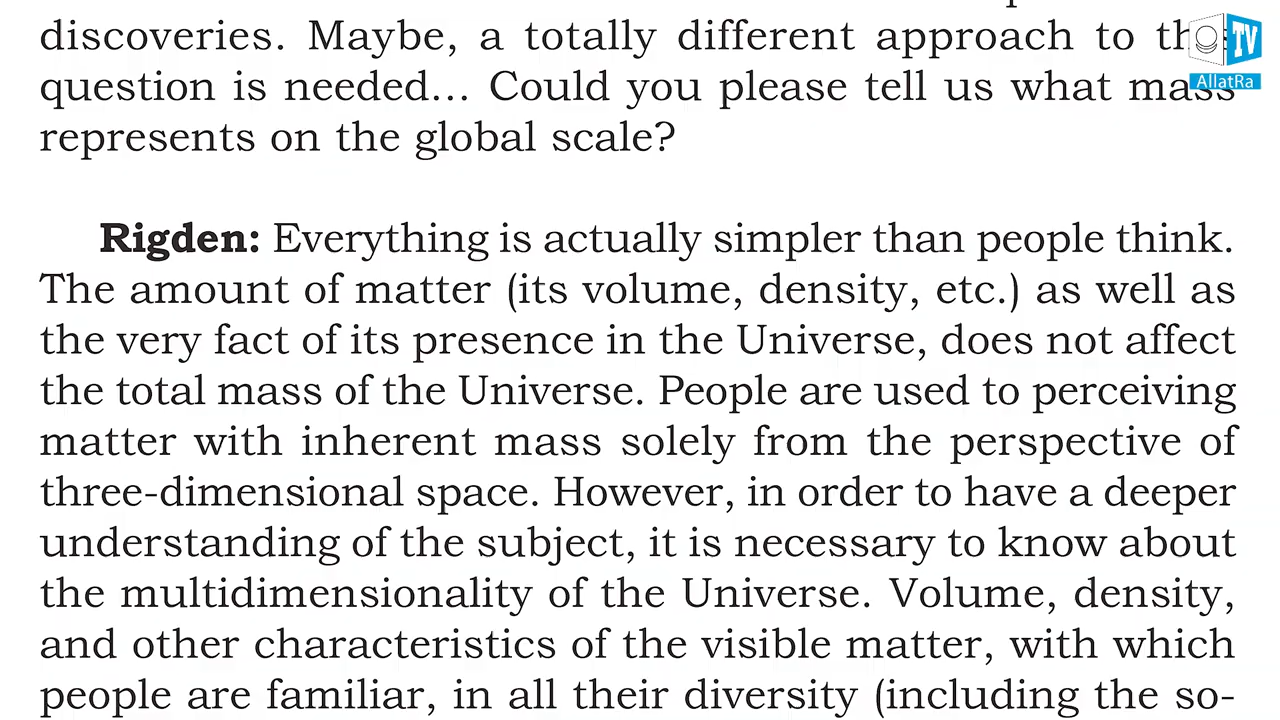 discoveries. Maybe, a totally different approach to the
question is needed... Could you please tell us what mass
represents on the global scale?
Rigden: Everything is actually simpler than people think.
The amount of matter (its volume, density, etc.) as well as
the very fact of its presence in the Universe, does not affect
the total mass of the Universe. People are used to perceiving
matter with inherent mass solely from the perspective of
three-dimensional space. However, in order to have a deeper
understanding of the subject, it is necessary to know about
the multidimensionality of the Universe. Volume, density,
and other characteristics of the visible matter, with which
people are familiar, in all their diversity (including the so-
TV
AllatRa